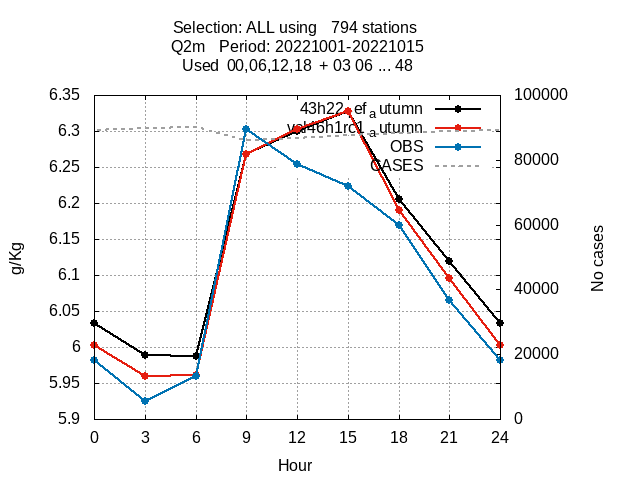 Selection: ALL using 794 stations
Q2m Period: 20221001-20221015
Used 00,06,12,18 + 03 06 ... 48
6.35
6.3
6.25
6.2
6.15
6.1
6.05
6
5.95
5.9
g/Kg
100000
80000
60000
40000
20000
0
No cases
OBS
CASES
0 3 6 9 12 15 18 21 24
Hour